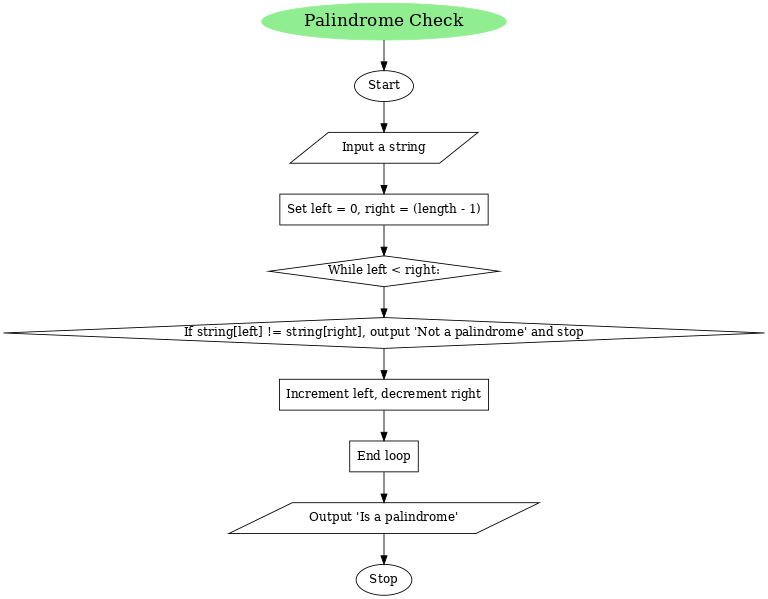 Palindrome Check
Start
Input a string
Set left = 0, right = (length - 1)
While left < right:
If string[left] != string[right], output 'Not a palindrome' and stop
Increment left, decrement right
End loop
Output 'Is a palindrome'
Stop